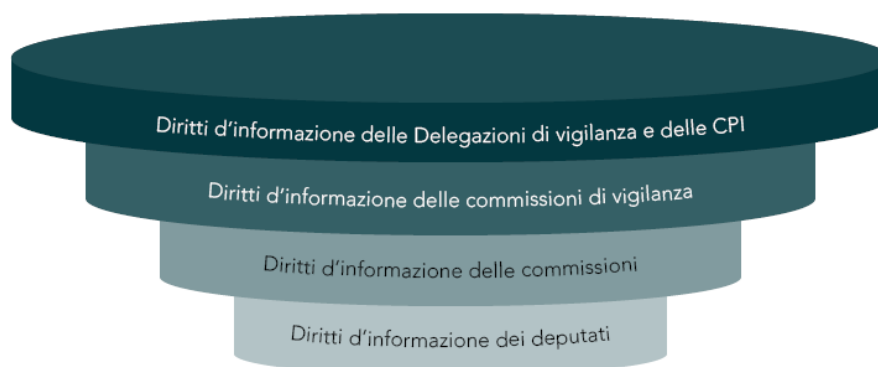 Diritti d'informazione delle Delegazioni di vigilanza e delle CPI
Diritti d'informazione delle commissioni di vigilanza
Diritti d'informazione delle commissioni
Diritti d'informazione dei deputati